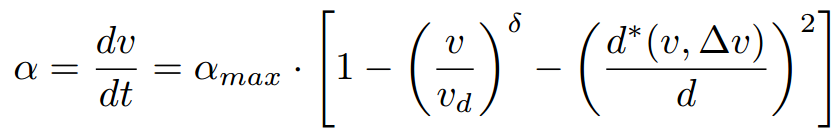 α = dv/dt = α_max · [1 − (v/v_d)^δ − (d*(v, Δv)/d)^2]